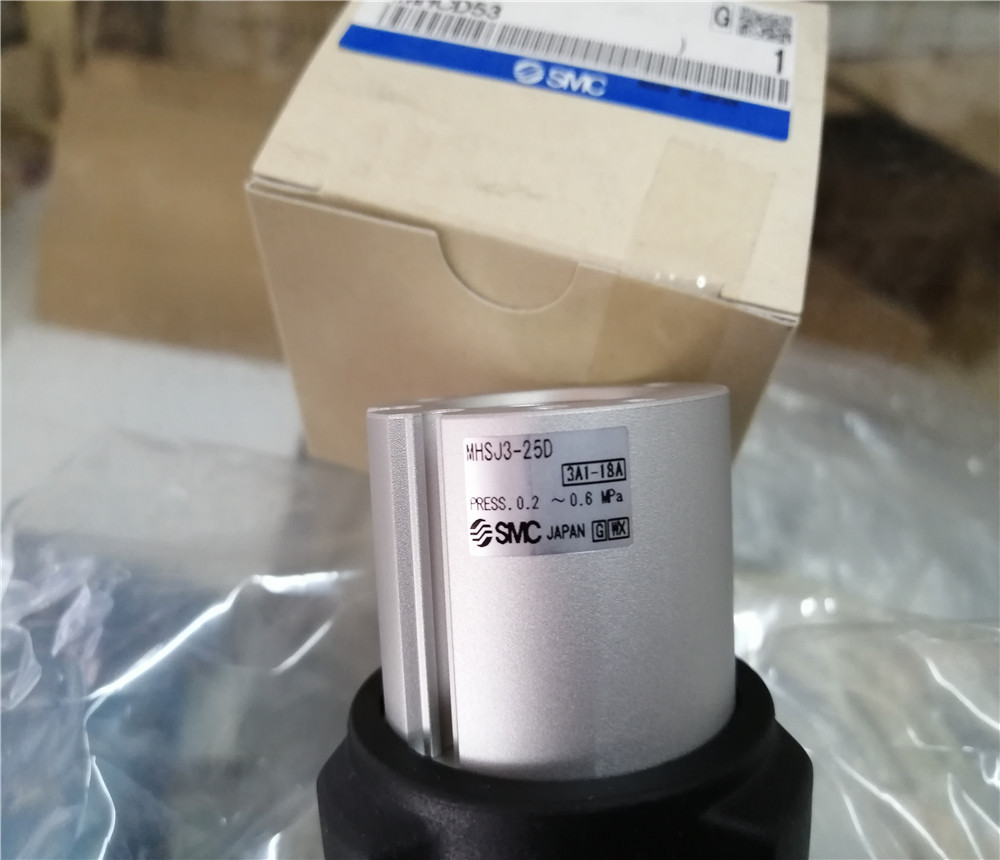 G
1
SMC
MHSJ3-25D
3A1-18A
PRESS. 0.2 ~0.6 MPa
SMC JAPAN G WX